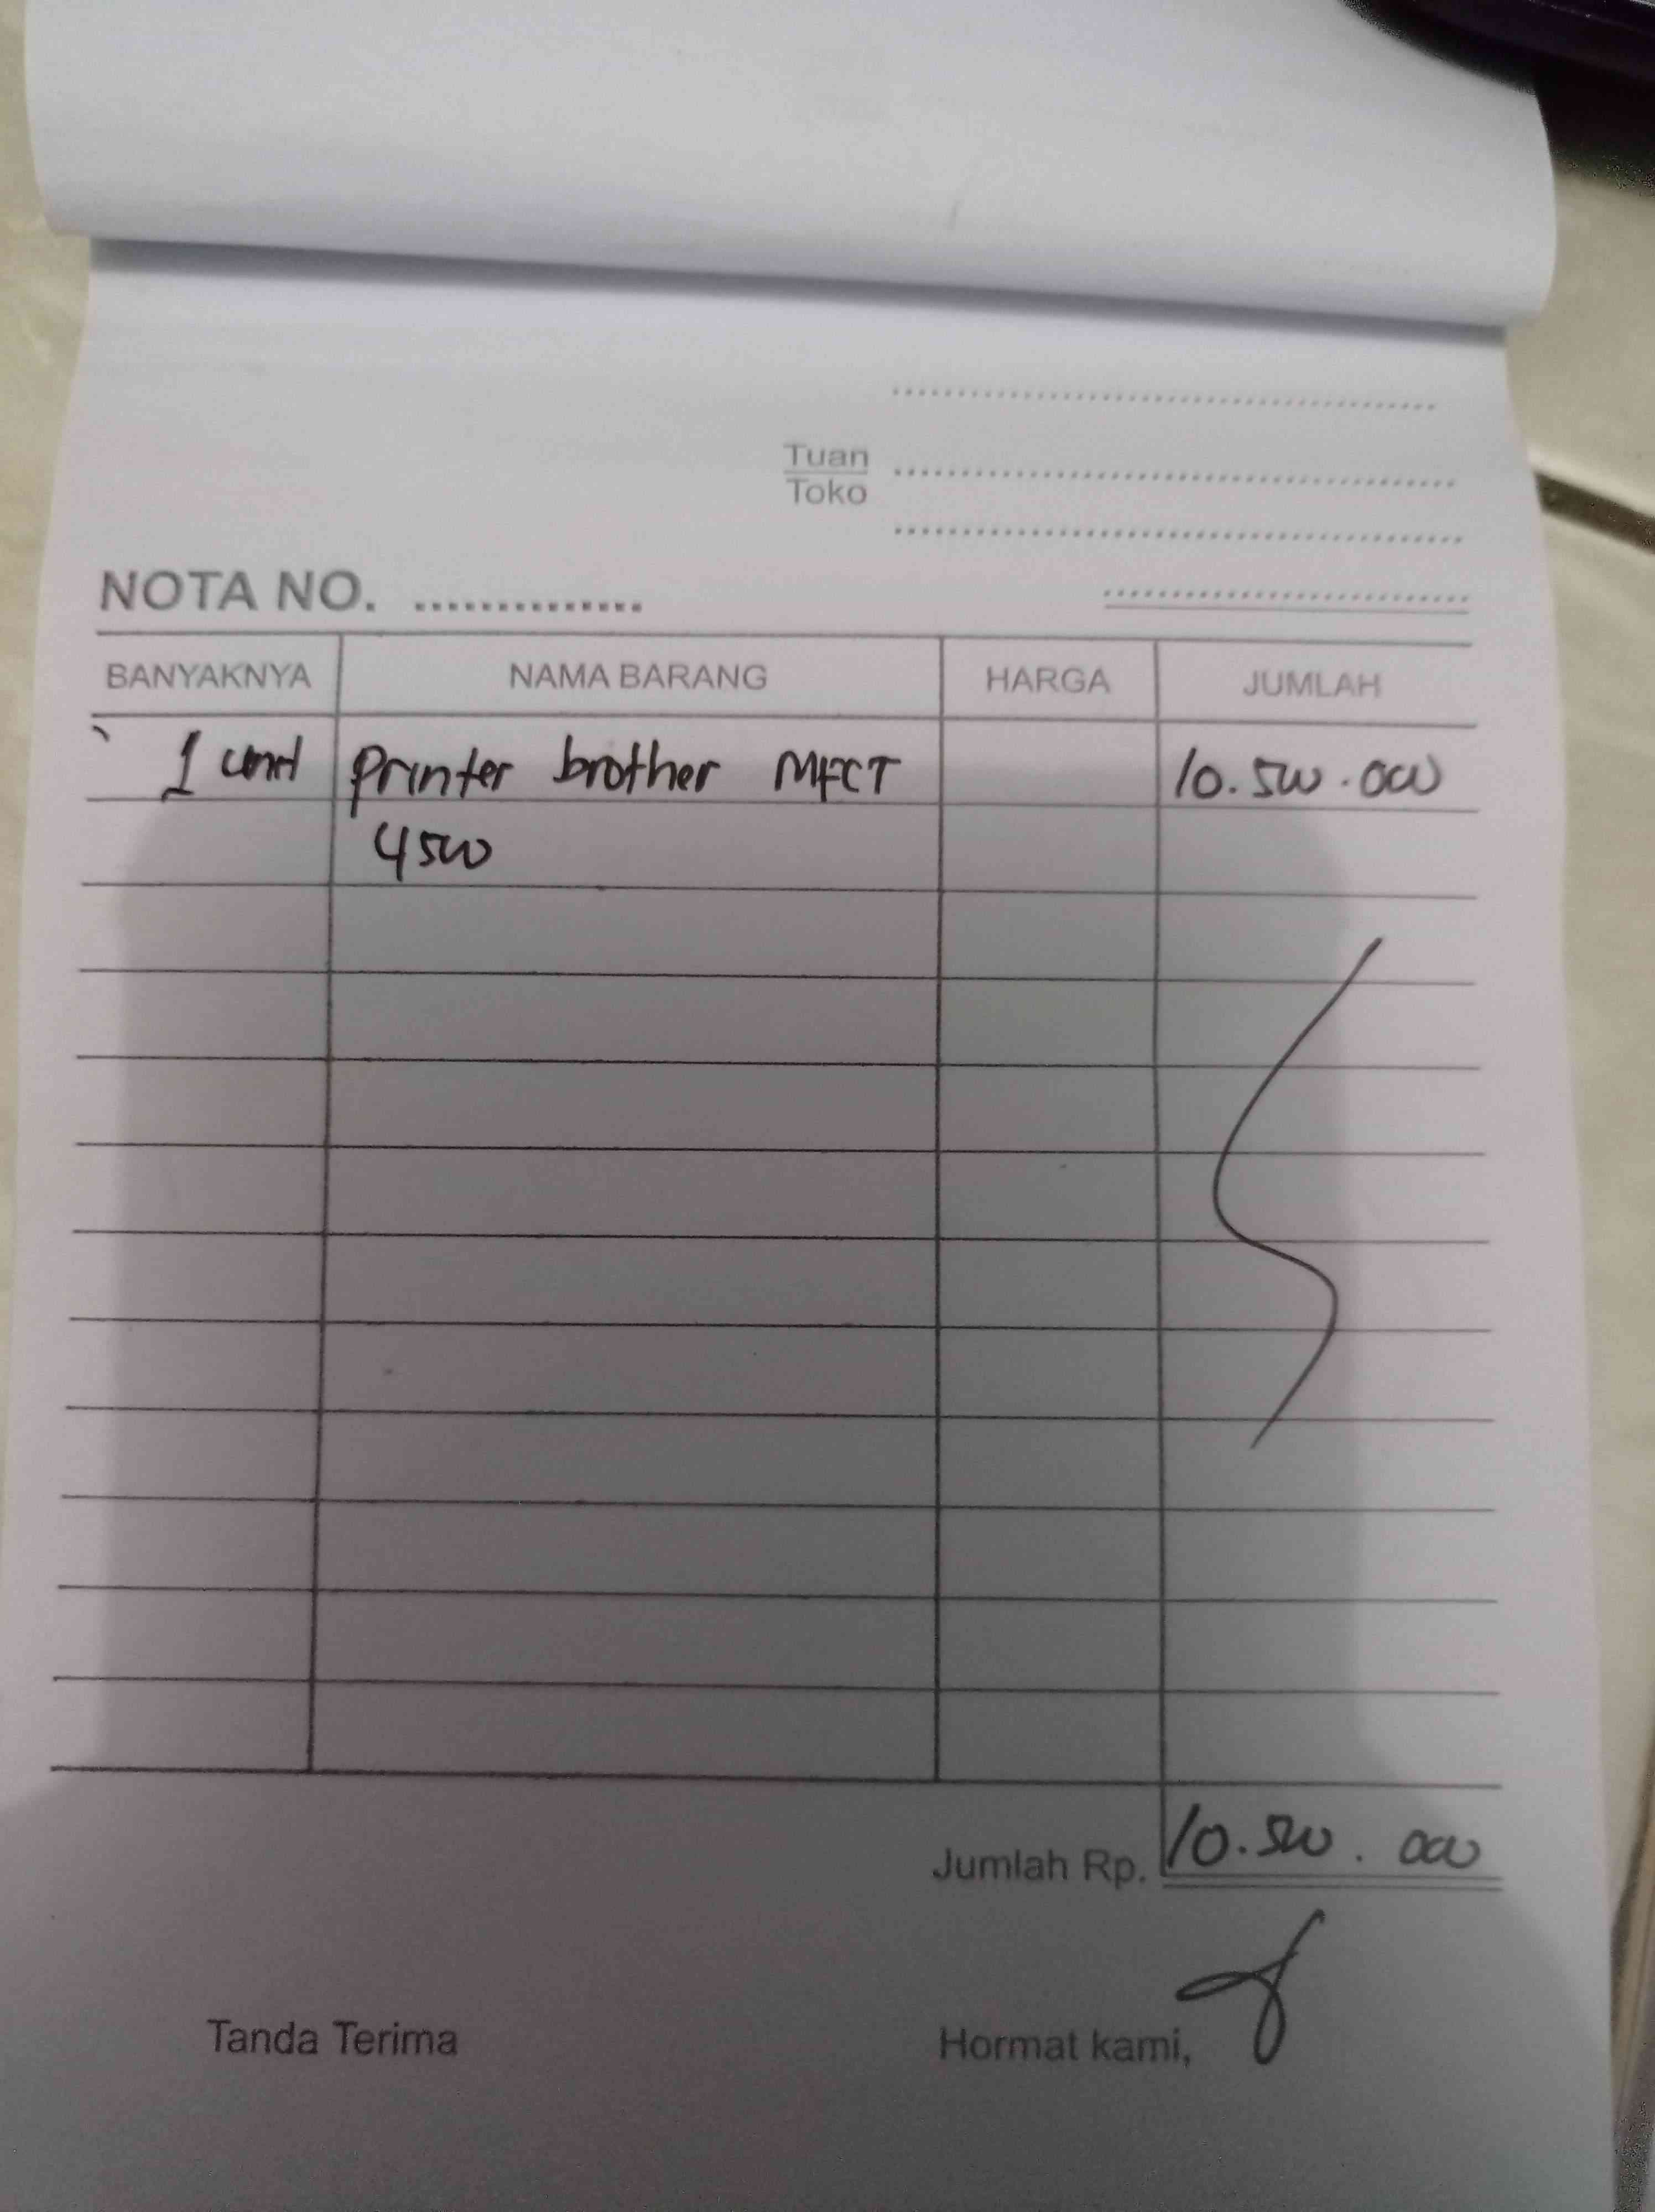 Tuan
Toko
NOTA NO. ..............
BANYAKNYA NAMA BARANG HARGA JUMLAH
1 unit printer brother MFCT 10.500.000
4500
Jumlah Rp. 10.500.000
Tanda Terima Hormat kami,